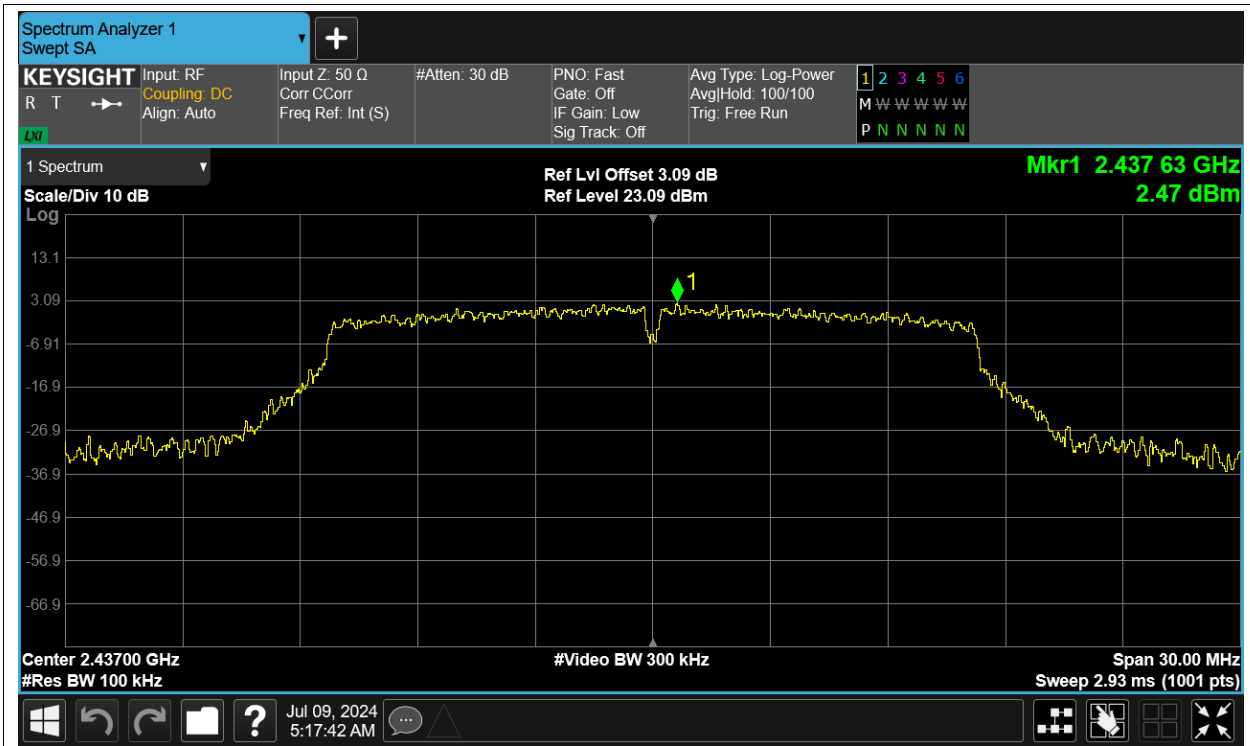 Spectrum Analyzer 1
Swept SA
KEYSIGHT
R T
LXI
Input: RF
Coupling: DC
Align: Auto
Input Z: 50 Ω
Corr CCorr
Freq Ref: Int (S)
#Atten: 30 dB
PNO: Fast
Gate: Off
IF Gain: Low
Sig Track: Off
Avg Type: Log-Power
Avg|Hold: 100/100
Trig: Free Run
1 2 3 4 5 6
M W W W W W
P N N N N N
1 Spectrum
Scale/Div 10 dB
Log
Ref Lvl Offset 3.09 dB
Ref Level 23.09 dBm
Mkr1 2.437 63 GHz
2.47 dBm
1
13.1
3.09
-6.91
-16.9
-26.9
-36.9
-46.9
-56.9
-66.9
Center 2.43700 GHz
#Res BW 100 kHz
#Video BW 300 kHz
Span 30.00 MHz
Sweep 2.93 ms (1001 pts)
?
Jul 09, 2024
5:17:42 AM